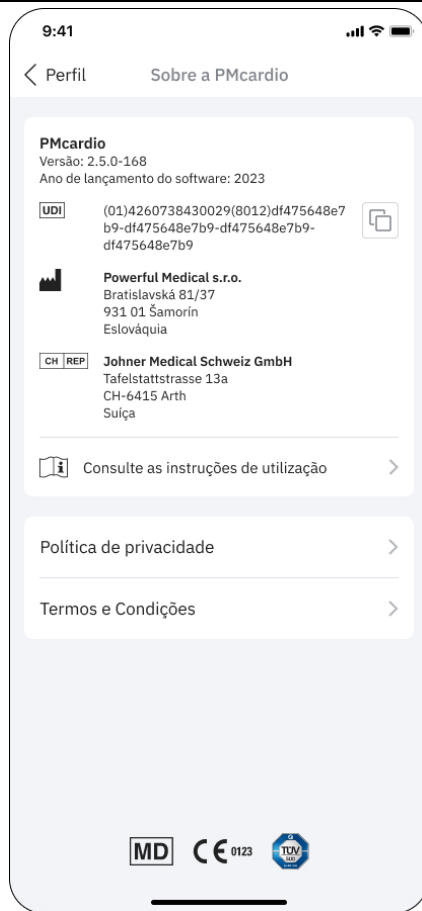 9:41
Perfil
Sobre a PMcardio
PMcardio
Versão: 2.5.0-168
Ano de lançamento do software: 2023
UDI
(01)4260738430029(8012)df475648e7
b9-df475648e7b9-df475648e7b9-
df475648e7b9
Powerful Medical s.r.o.
Bratislavská 81/37
931 01 Šamorín
Eslováquia
CH REP
Johner Medical Schweiz GmbH
Tafelstattstrasse 13a
CH-6415 Arth
Suíça
Consulte as instruções de utilização
Política de privacidade
Termos e Condições
MD
CE 0123
TÜV